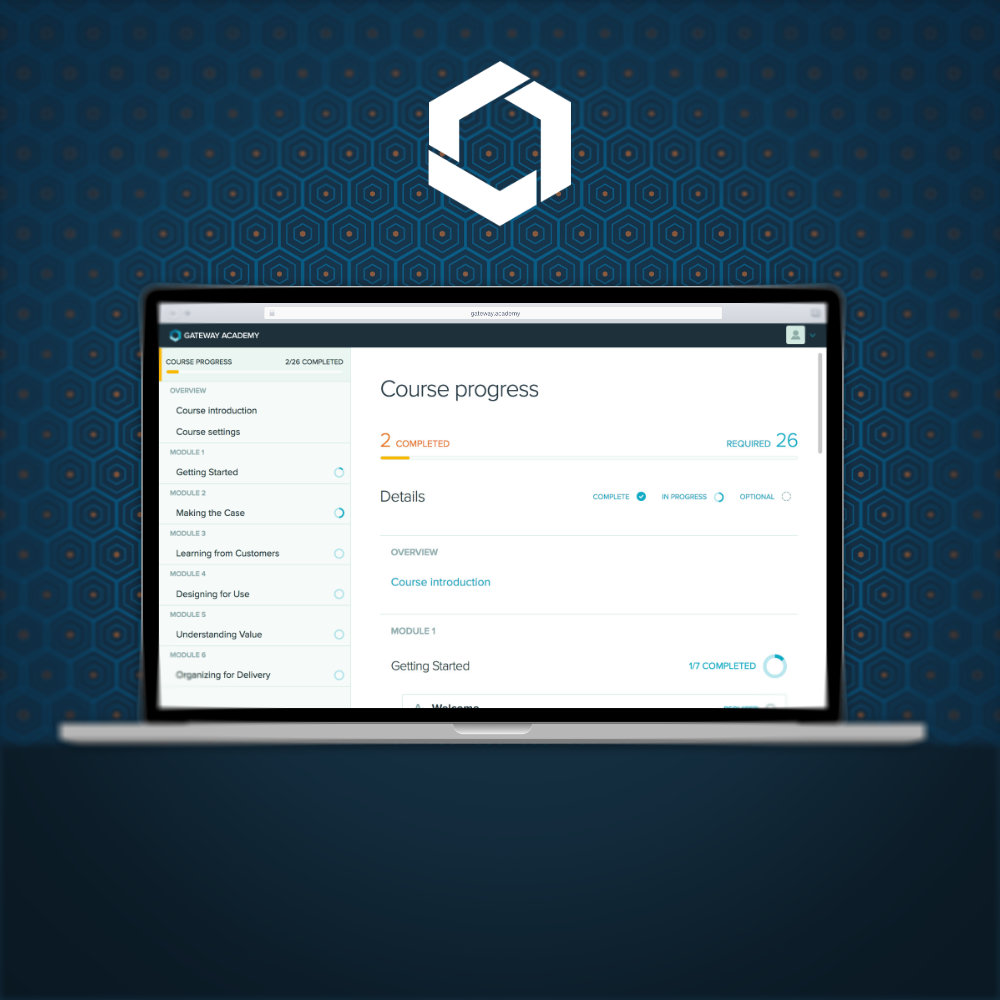 gateway.academy
GATEWAY ACADEMY
COURSE PROGRESS 2/26 COMPLETED
OVERVIEW
Course introduction
Course settings
MODULE 1
Getting Started
MODULE 2
Making the Case
MODULE 3
Learning from Customers
MODULE 4
Designing for Use
MODULE 5
Understanding Value
MODULE 6
Organizing for Delivery
Course progress
2 COMPLETED REQUIRED 26
Details COMPLETE IN PROGRESS OPTIONAL
OVERVIEW
Course introduction
MODULE 1
Getting Started 1/7 COMPLETED
Welcome